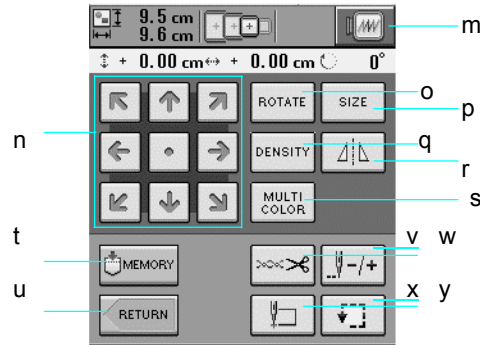 9.5 cm
9.6 cm
m
+ 0.00 cm + 0.00 cm 0°
ROTATE SIZE o
p
n
DENSITY q
r
MULTI
COLOR s
t
MEMORY v w
-/+
u
RETURN x y